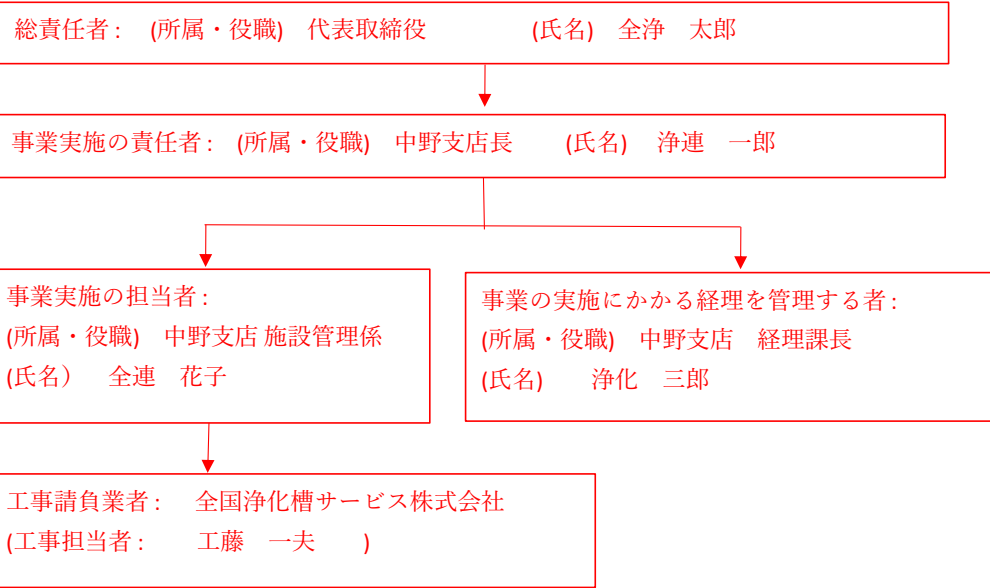 総責任者： (所属・役職) 代表取締役 (氏名) 全浄 太郎
事業実施の責任者： (所属・役職) 中野支店長 (氏名) 浄連 一郎
事業実施の担当者：
(所属・役職) 中野支店 施設管理係
(氏名） 全連 花子
事業の実施にかかる経理を管理する者：
(所属・役職) 中野支店 経理課長
(氏名) 浄化 三郎
工事請負業者： 全国浄化槽サービス株式会社
(工事担当者： 工藤 一夫 )